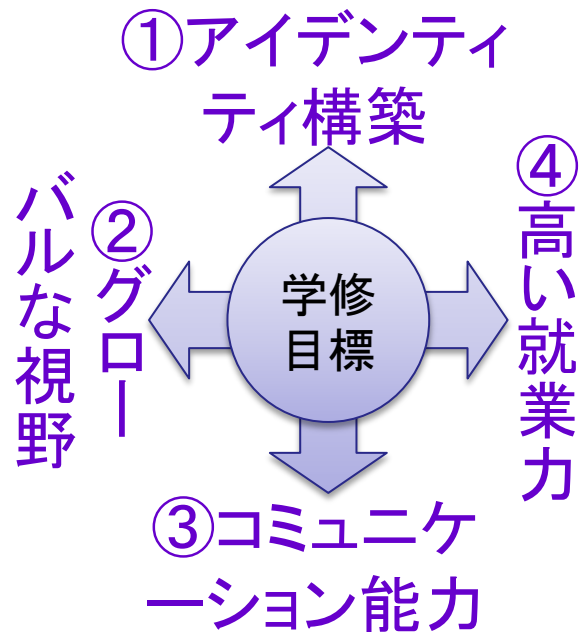 ①アイデンティ
ティ構築
②グロー
バルな視野
学修
目標
④高い就業力
③コミュニケ
ーション能力